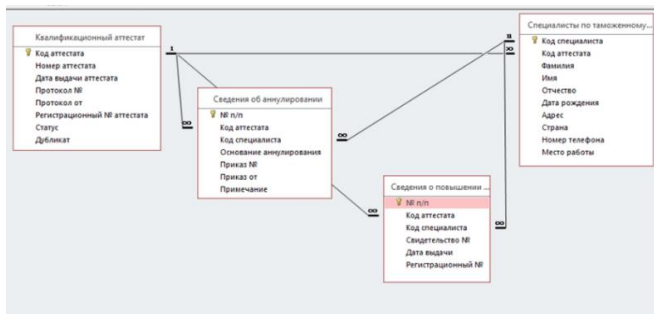 Квалификационный аттестат
Код аттестата
Номер аттестата
Дата выдачи аттестата
Протокол №
Протокол от
Регистрационный № аттестата
Статус
Дубликат
1
∞
Сведения об аннулировании
№ п/п
Код аттестата
Код специалиста
Основание аннулирования
Приказ №
Приказ от
Примечание
∞
∞
Сведения о повышении ...
№ п/п
Код аттестата
Код специалиста
Свидетельство №
Дата выдачи
Регистрационный №
∞
∞
Специалисты по таможенному...
Код специалиста
Код аттестата
Фамилия
Имя
Отчество
Дата рождения
Адрес
Страна
Номер телефона
Место работы